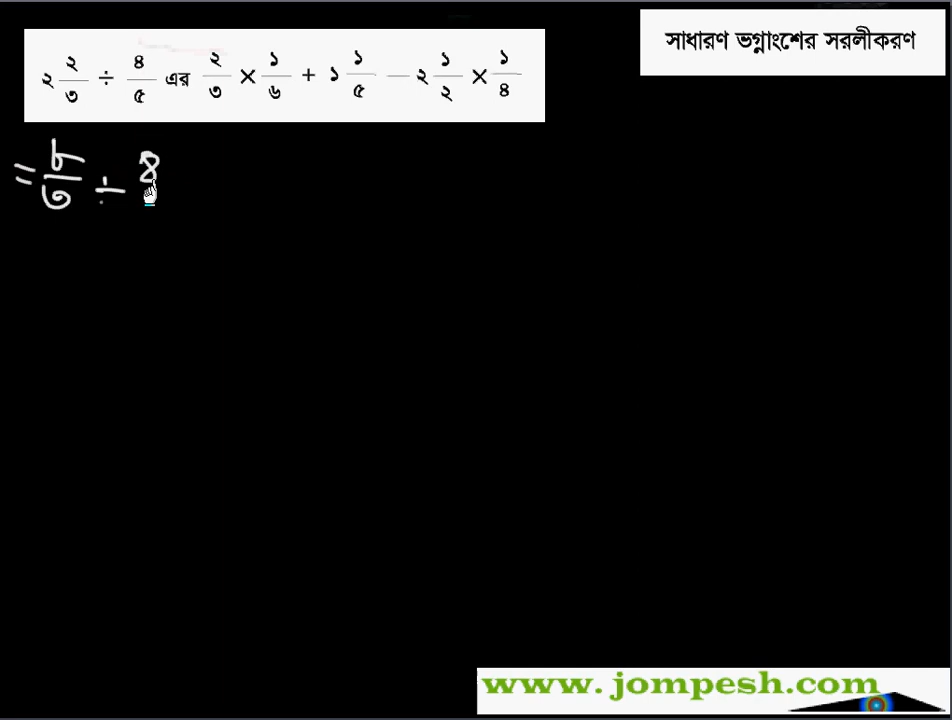 সাধারণ ভগ্নাংশের সরলীকরণ
২ ২/৩ ÷ ৪/৫ এর ২/৩ × ১/৬ + ১ ১/৫ — ২ ১/২ × ১/৪
= ৮/৩ ÷ ৪
www. jompesh.com